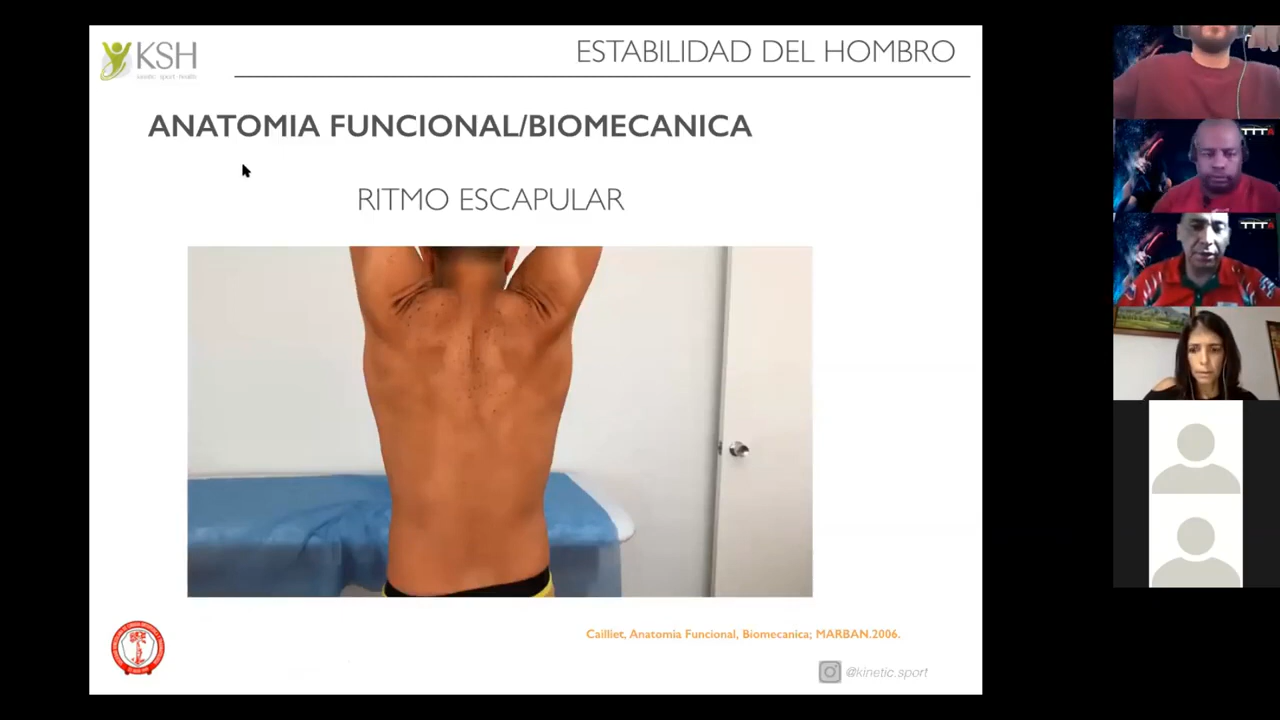 KSH
kinetic · sport · health
ESTABILIDAD DEL HOMBRO
ANATOMIA FUNCIONAL/BIOMECANICA
RITMO ESCAPULAR
Cailliet, Anatomia Funcional, Biomecanica; MARBAN.2006.
@kinetic.sport